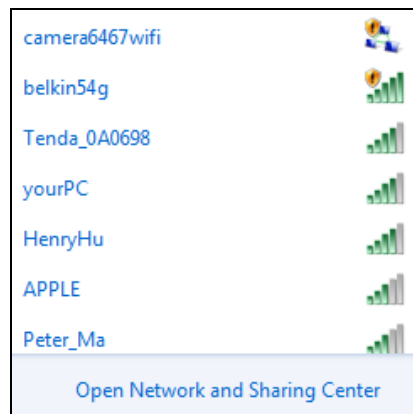 camera6467wifi
belkin54g
Tenda_0A0698
yourPC
HenryHu
APPLE
Peter_Ma
Open Network and Sharing Center